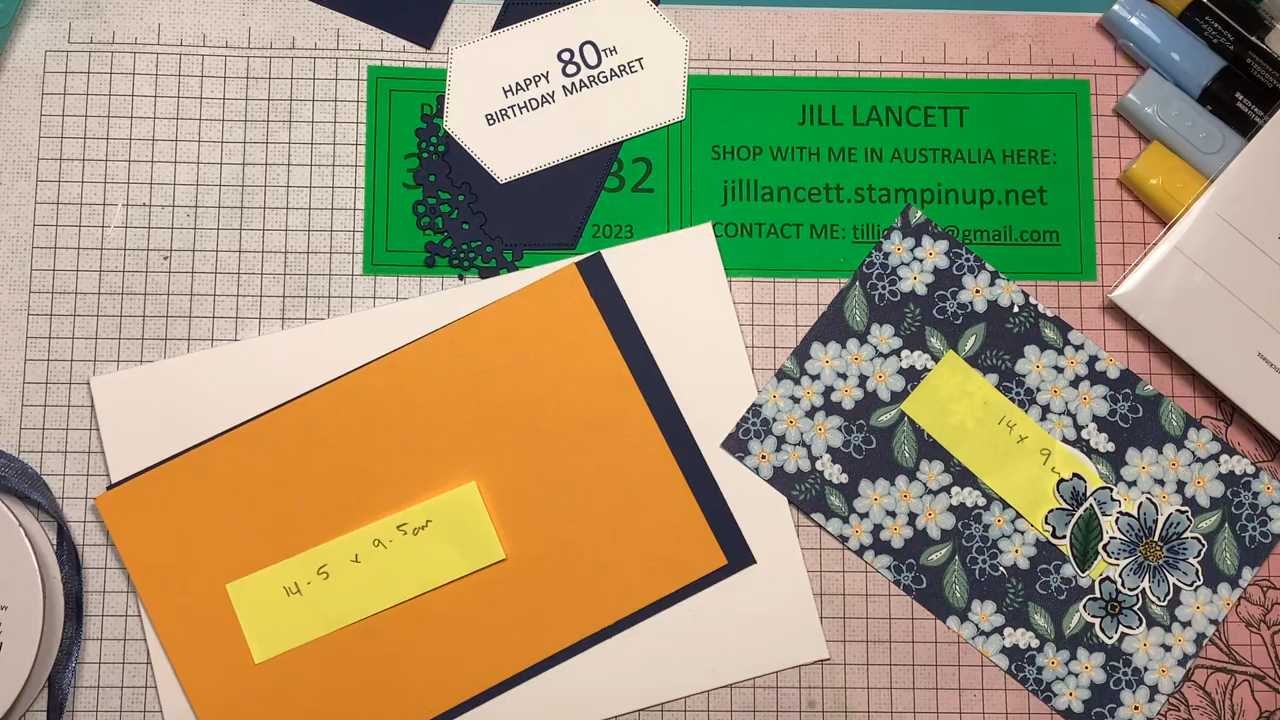 HAPPY 80TH
BIRTHDAY MARGARET
JILL LANCETT
SHOP WITH ME IN AUSTRALIA HERE:
jilllancett.stampinup.net
CONTACT ME: @gmail.com
32
2023
14 x 9
14.5 x 9.5cm